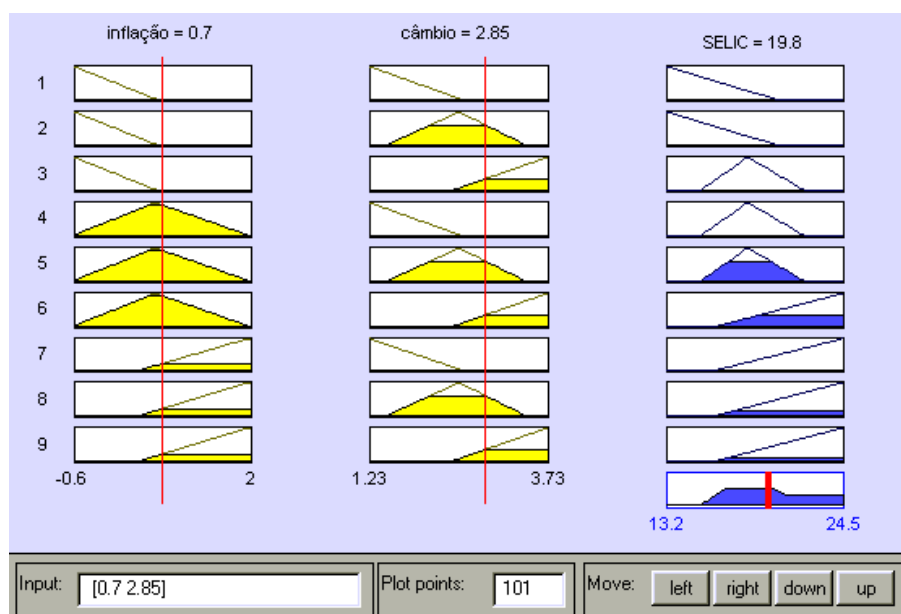 inflação = 0.7
câmbio = 2.85
SELIC = 19.8
1
2
3
4
5
6
7
8
9
-0.6 2
1.23 3.73
13.2 24.5
Input: [0.7 2.85]
Plot points: 101
Move: left right down up